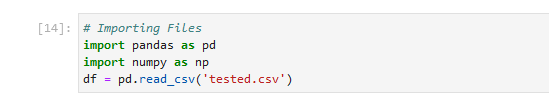 [14]: # Importing Files
import pandas as pd
import numpy as np
df = pd.read_csv('tested.csv')